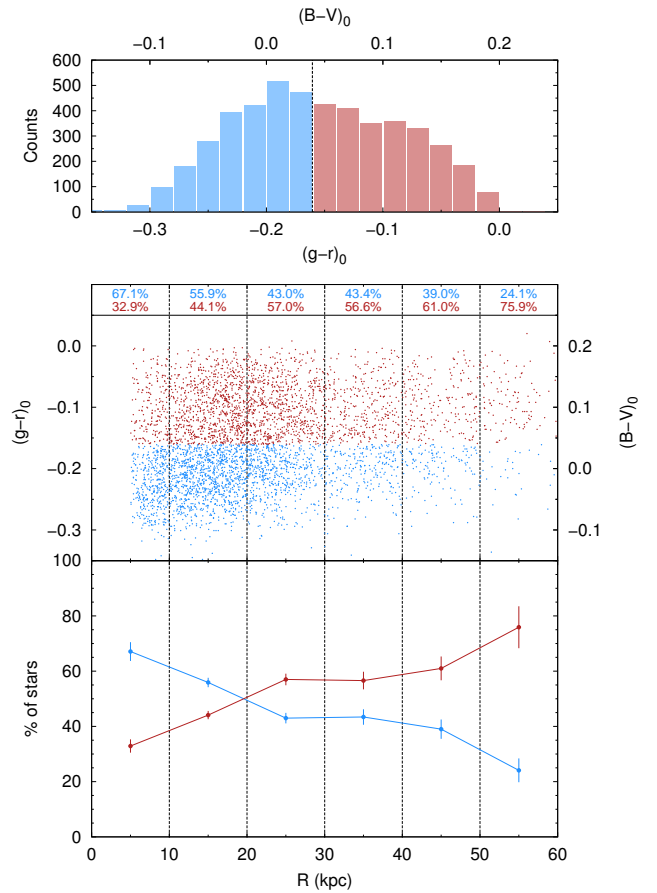 (B−V)0
−0.1 0.0 0.1 0.2
600
500
400
300
200
100
0
Counts
−0.3 −0.2 −0.1 0.0
(g−r)0
67.1% 55.9% 43.0% 43.4% 39.0% 24.1%
32.9% 44.1% 57.0% 56.6% 61.0% 75.9%
0.0 0.2
−0.1 0.1
−0.2 0.0
−0.3 −0.1
(g−r)0
(B−V)0
100
80
60
40
20
0
% of stars
0 10 20 30 40 50 60
R (kpc)